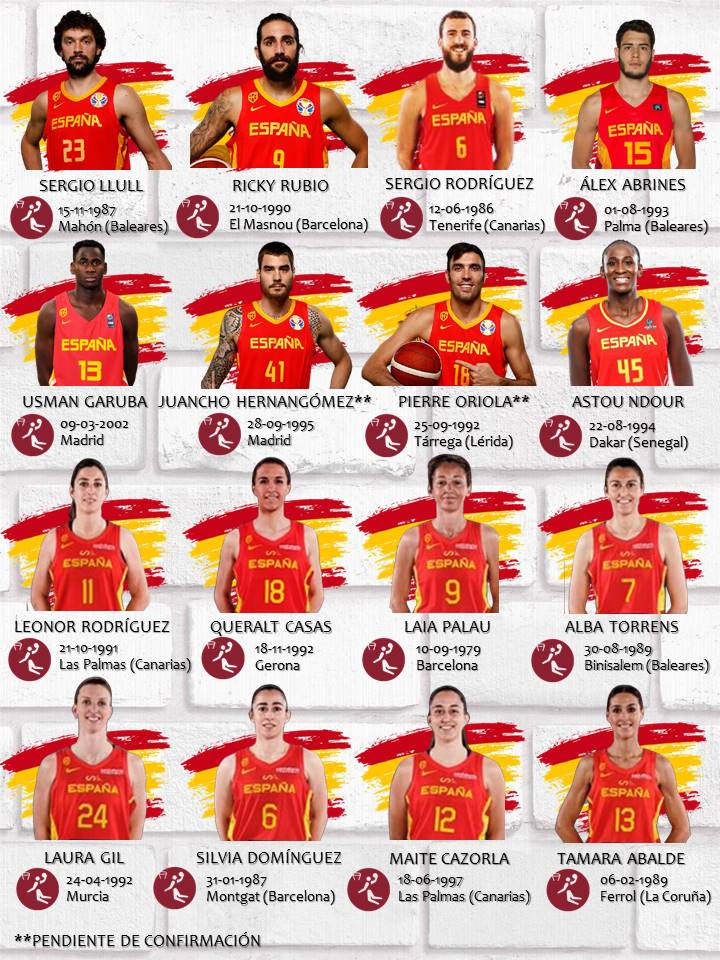 ESPAÑA ESPAÑA ESPAÑA ESPAÑA
23 9 6 15
SERGIO LLULL
15-11-1987
Mahón (Baleares)
RICKY RUBIO
21-10-1990
El Masnou (Barcelona)
SERGIO RODRÍGUEZ
12-06-1986
Tenerife (Canarias)
ÁLEX ABRINES
01-08-1993
Palma (Baleares)
ESPAÑA ESPAÑA ESPAÑA ESPAÑA
13 41 18 45
USMAN GARUBA
09-03-2002
Madrid
JUANCHO HERNANGÓMEZ**
28-09-1995
Madrid
PIERRE ORIOLA**
25-09-1992
Tárrega (Lérida)
ASTOU NDOUR
22-08-1994
Dakar (Senegal)
ESPAÑA ESPAÑA ESPAÑA ESPAÑA
11 18 9 7
LEONOR RODRÍGUEZ
21-10-1991
Las Palmas (Canarias)
QUERALT CASAS
18-11-1992
Gerona
LAIA PALAU
10-09-1979
Barcelona
ALBA TORRENS
30-08-1989
Binisalem (Baleares)
ESPAÑA ESPAÑA ESPAÑA ESPAÑA
24 6 12 13
LAURA GIL
24-04-1992
Murcia
SILVIA DOMÍNGUEZ
31-01-1987
Montgat (Barcelona)
MAITE CAZORLA
18-06-1997
Las Palmas (Canarias)
TAMARA ABALDE
06-02-1989
Ferrol (La Coruña)
**PENDIENTE DE CONFIRMACIÓN